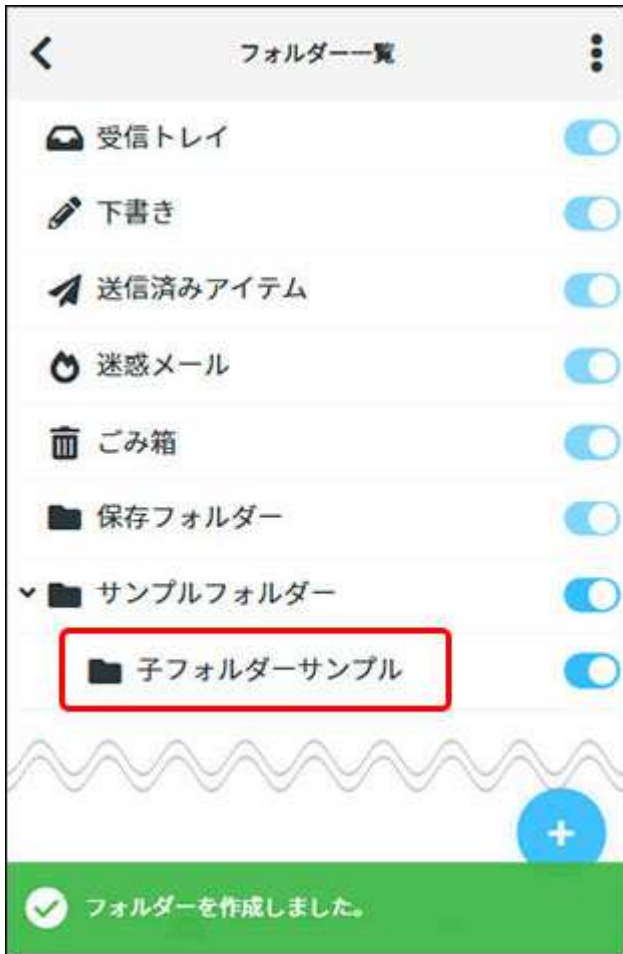 フォルダー一覧
受信トレイ
下書き
送信済みアイテム
迷惑メール
ごみ箱
保存フォルダー
サンプルフォルダー
子フォルダーサンプル
フォルダーを作成しました。